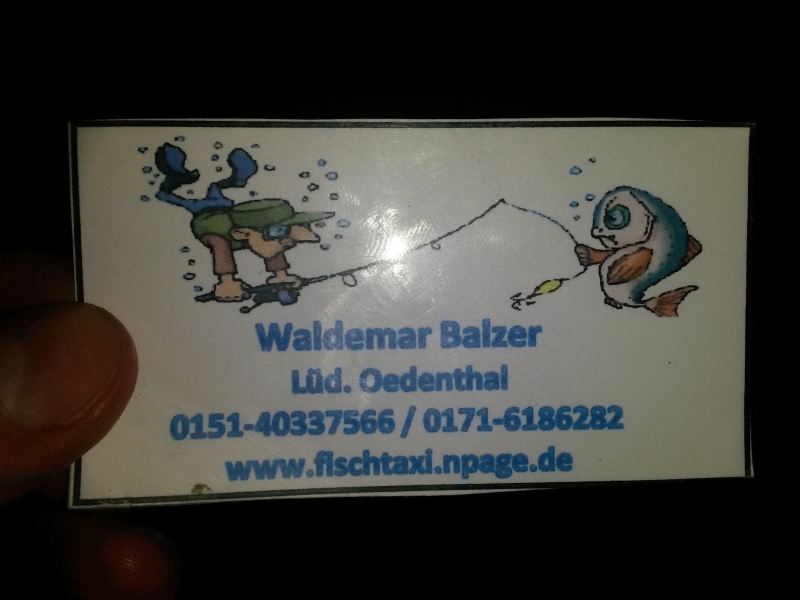 Waldemar Balzer
Lüd. Oedenthal
0151-40337566 / 0171-6186282
www.fischtaxi.npage.de